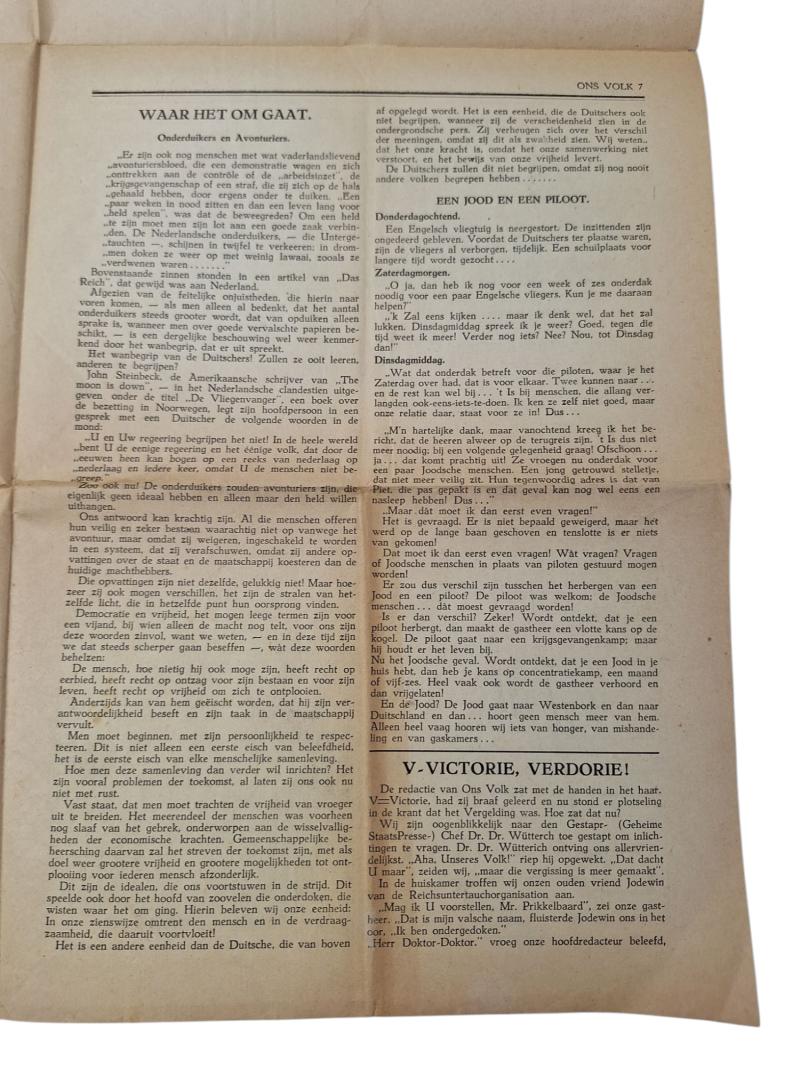 ONS VOLK 7
WAAR HET OM GAAT.
Onderduikers en Avonturiers.
„Er zijn ook nog menschen met wat vaderlandslievend
„avonturiersbloed, die een demonstratie wagen en zich
„onttrekken aan de contrôle of de „arbeidsinzet", de
„krijgsgevangenschap of een straf, die zij zich op de hals
„gehaald hebben, door ergens onder te duiken. „Een
„paar weken in nood zitten en dan een leven lang voor
„held spelen", was dat de beweegreden? Om een held
„te zijn moet men zijn lot aan een goede zaak verbin-
„den. De Nederlandsche onderduikers, — die Unterge-
„tauchten —, schijnen in twijfel te verkeeren; in drom-
„men doken ze weer op met weinig lawaai, zooals ze
„verdwenen waren ......."
Bovenstaande zinnen stonden in een artikel van „Das
Reich", dat gewijd was aan Nederland.
Afgezien van de feitelijke onjuistheden, die hierin naar
voren komen, — als men alleen al bedenkt, dat het aantal
onderduikers steeds grooter wordt, dat van opduiken alleen
sprake is, wanneer men over goede vervalschte papieren be-
schikt, — is een dergelijke beschouwing wel weer kenmer-
kend door het wanbegrip, dat er uit spreekt.
Het wanbegrip van de Duitschers! Zullen ze ooit leeren,
anderen te begrijpen?
John Steinbeck, de Amerikaansche schrijver van „The
moon is down", — in het Nederlandsche clandestien uitge-
geven onder de titel „De Vliegenvanger", een boek over
de bezetting in Noorwegen, legt zijn hoofdpersoon in een
gesprek met een Duitscher de volgende woorden in de
mond:
„U en Uw regeering begrijpen het niet! In de heele wereld
„bent U de eenige regeering en het éénige volk, dat door de
„eeuwen heen kan bogen op een reeks van nederlaag op
„nederlaag en iedere keer, omdat U de menschen niet be-
„greep."
Zoo ook nu! De onderduikers zouden avonturiers zijn, die
eigenlijk geen ideaal hebben en alleen maar den held willen
uithangen.
Ons antwoord kan krachtig zijn. Al die menschen offeren
hun veilig en zeker bestaan waarachtig niet op vanwege het
avontuur, maar omdat zij weigeren, ingeschakeld te worden
in een systeem, dat zij verafschuwen, omdat zij andere op-
vattingen over de staat en de maatschappij koesteren dan de
huidige machthebbers.
Die opvattingen zijn niet dezelfde, gelukkig niet! Maar hoe-
zeer zij ook mogen verschillen, het zijn de stralen van het-
zelfde licht, die in hetzelfde punt hun oorsprong vinden.
Democratie en vrijheid, het mogen leege termen zijn voor
een vijand, bij wien alleen de macht nog telt, voor ons zijn
deze woorden zinvol, want we weten, — en in deze tijd zijn
we dat steeds scherper gaan beseffen —, wàt deze woorden
behelzen:
De mensch, hoe nietig hij ook moge zijn, heeft recht op
eerbied, heeft recht op ontzag voor zijn bestaan en voor zijn
leven, heeft recht op vrijheid om zich te ontplooien.
Anderzijds kan van hem geëischt worden, dat hij zijn ver-
antwoordelijkheid beseft en zijn taak in de maatschappij
vervult.
Men moet beginnen, met zijn persoonlijkheid te respec-
teeren. Dit is niet alleen een eerste eisch van beleefdheid,
het is de eerste eisch van elke menschelijke samenleving.
Hoe men deze samenleving dan verder wil inrichten? Het
zijn vooral problemen der toekomst, al laten zij ons ook nu
niet met rust.
Vast staat, dat men moet trachten de vrijheid van vroeger
uit te breiden. Het meerendeel der menschen was voorheen
nog slaaf van het gebrek, onderworpen aan de wisselvallig-
heden der economische krachten. Gemeenschappelijke be-
heersching daarvan zal het streven der toekomst zijn, met als
doel weer grootere vrijheid en grootere mogelijkheden tot ont-
plooiing voor iederen mensch afzonderlijk.
Dit zijn de idealen, die ons voortstuwen in de strijd. Dit
speelde ook door het hoofd van zoovelen die onderdoken, die
wisten waar het om ging. Hierin beleven wij onze eenheid:
In onze zienswijze omtrent den mensch en in de verdraag-
zaamheid, die daaruit voortvloeit!
Het is een andere eenheid dan de Duitsche, die van boven
af opgelegd wordt. Het is een eenheid, die de Duitschers ook
niet begrijpen, wanneer zij de verscheidenheid zien in de
ondergrondsche pers. Zij verheugen zich over het verschil
der meeningen, omdat zij dit als zwakheid zien. Wij weten,
dat het onze kracht is, omdat het onze samenwerking niet
verstoort, en het bewijs van onze vrijheid levert.
De Duitschers zullen dit niet begrijpen, omdat zij nog nooit
andere volken begrepen hebben .......
EEN JOOD EN EEN PILOOT.
Donderdagochtend.
Een Engelsch vliegtuig is neergestort. De inzittenden zijn
ongedeerd gebleven. Voordat de Duitschers ter plaatse waren,
zijn de vliegers al verborgen, tijdelijk. Een schuilplaats voor
langere tijd wordt gezocht ....
Zaterdagmorgen.
„O ja, dan heb ik nog voor een week of zes onderdak
noodig voor een paar Engelsche vliegers. Kun je me daaraan
helpen?"
„'k Zal eens kijken .... maar ik denk wel, dat het zal
lukken. Dinsdagmiddag spreek ik je weer? Goed, tegen die
tijd weet ik meer! Verder nog iets? Nee? Nou, tot Dinsdag
dan!"
Dinsdagmiddag.
„Wat dat onderdak betreft voor die piloten, waar je het
Zaterdag over had, dat is voor elkaar. Twee kunnen naar ...
en de rest kan wel bij ... 't Is bij menschen, die allang ver-
langden ook-eens-iets-te-doen. Ik ken ze zelf niet goed, maar
onze relatie daar, staat voor ze in! Dus ...
„M'n hartelijke dank, maar vanochtend kreeg ik het be-
richt, dat de heeren alweer op de terugreis zijn. 't Is dus niet
meer noodig; bij een volgende gelegenheid graag! Ofschoon ...
ja ... dat komt prachtig uit! Ze vroegen nu onderdak voor
een paar Joodsche menschen. Een jong getrouwd stelletje,
dat niet meer veilig zit. Hun tegenwoordig adres is dat van
Piet, die pas gepakt is en dat geval kan nog wel eens een
nasleep hebben! Dus ..."
„Maar dàt moet ik dan eerst even vragen!"
Het is gevraagd. Er is niet bepaald geweigerd, maar het
werd op de lange baan geschoven en tenslotte is er niets
van gekomen!
Dat moet ik dan eerst even vragen! Wàt vragen? Vragen
of Joodsche menschen in plaats van piloten gestuurd mogen
worden!
Er zou dus verschil zijn tusschen het herbergen van een
Jood en een piloot? De piloot was welkom; de Joodsche
menschen ... dàt moest gevraagd worden!
Is er dan verschil? Zeker! Wordt ontdekt, dat je een
piloot herbergt, dan maakt de gastheer een vlotte kans op de
kogel. De piloot gaat naar een krijgsgevangenkamp; maar
hij houdt er het leven bij.
Nu het Joodsche geval. Wordt ontdekt, dat je een Jood in je
huis hebt, dan heb je kans op concentratiekamp, een maand
of vijf-zes. Heel vaak ook wordt de gastheer verhoord en
dan vrijgelaten!
En de Jood? De Jood gaat naar Westenbork en dan naar
Duitschland en dan ... hoort geen mensch meer van hem.
Alleen heel vaag hooren wij iets van honger, van mishande-
ling en van gaskamers ...
V-VICTORIE, VERDORIE!
De redactie van Ons Volk zat met de handen in het haar.
V=Victorie, had zij braaf geleerd en nu stond er plotseling
in de krant dat het Vergelding was. Hoe zat dat nu?
Wij zijn oogenblikkelijk naar den Gestapr- (Geheime
StaatsPresse-) Chef Dr. Dr. Wütterch toe gestapt om inlich-
tingen te vragen. Dr. Dr. Wütterich ontving ons allervrien-
delijkst. „Aha, Unseres Volk!" riep hij opgewekt. „Dat dacht
U maar", zeiden wij, „maar die vergissing is meer gemaakt".
In de huiskamer troffen wij onzen ouden vriend Jodewin
van de Reichsuntertauchorganisation aan.
„Mag ik U voorstellen, Mr. Prikkelbaard", zei onze gast-
heer. „Dat is mijn valsche naam, fluisterde Jodewin ons in het
oor, „Ik ben ondergedoken."
„Herr Doktor-Doktor." vroeg onze hoofdredacteur beleefd,